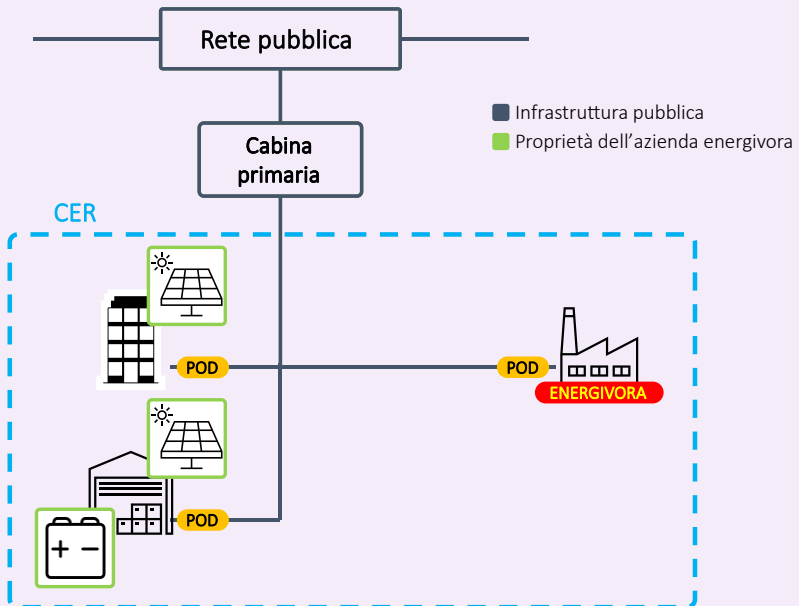 Rete pubblica
Infrastruttura pubblica
Cabina
primaria
Proprietà dell'azienda energivora
CER
POD
POD
ENERGIVORA
POD
+ −